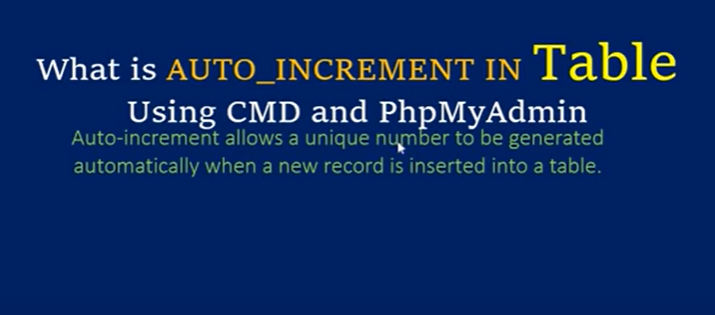 What is AUTO_INCREMENT IN Table
Using CMD and PhpMyAdmin
Auto-increment allows a unique number to be generated
automatically when a new record is inserted into a table.